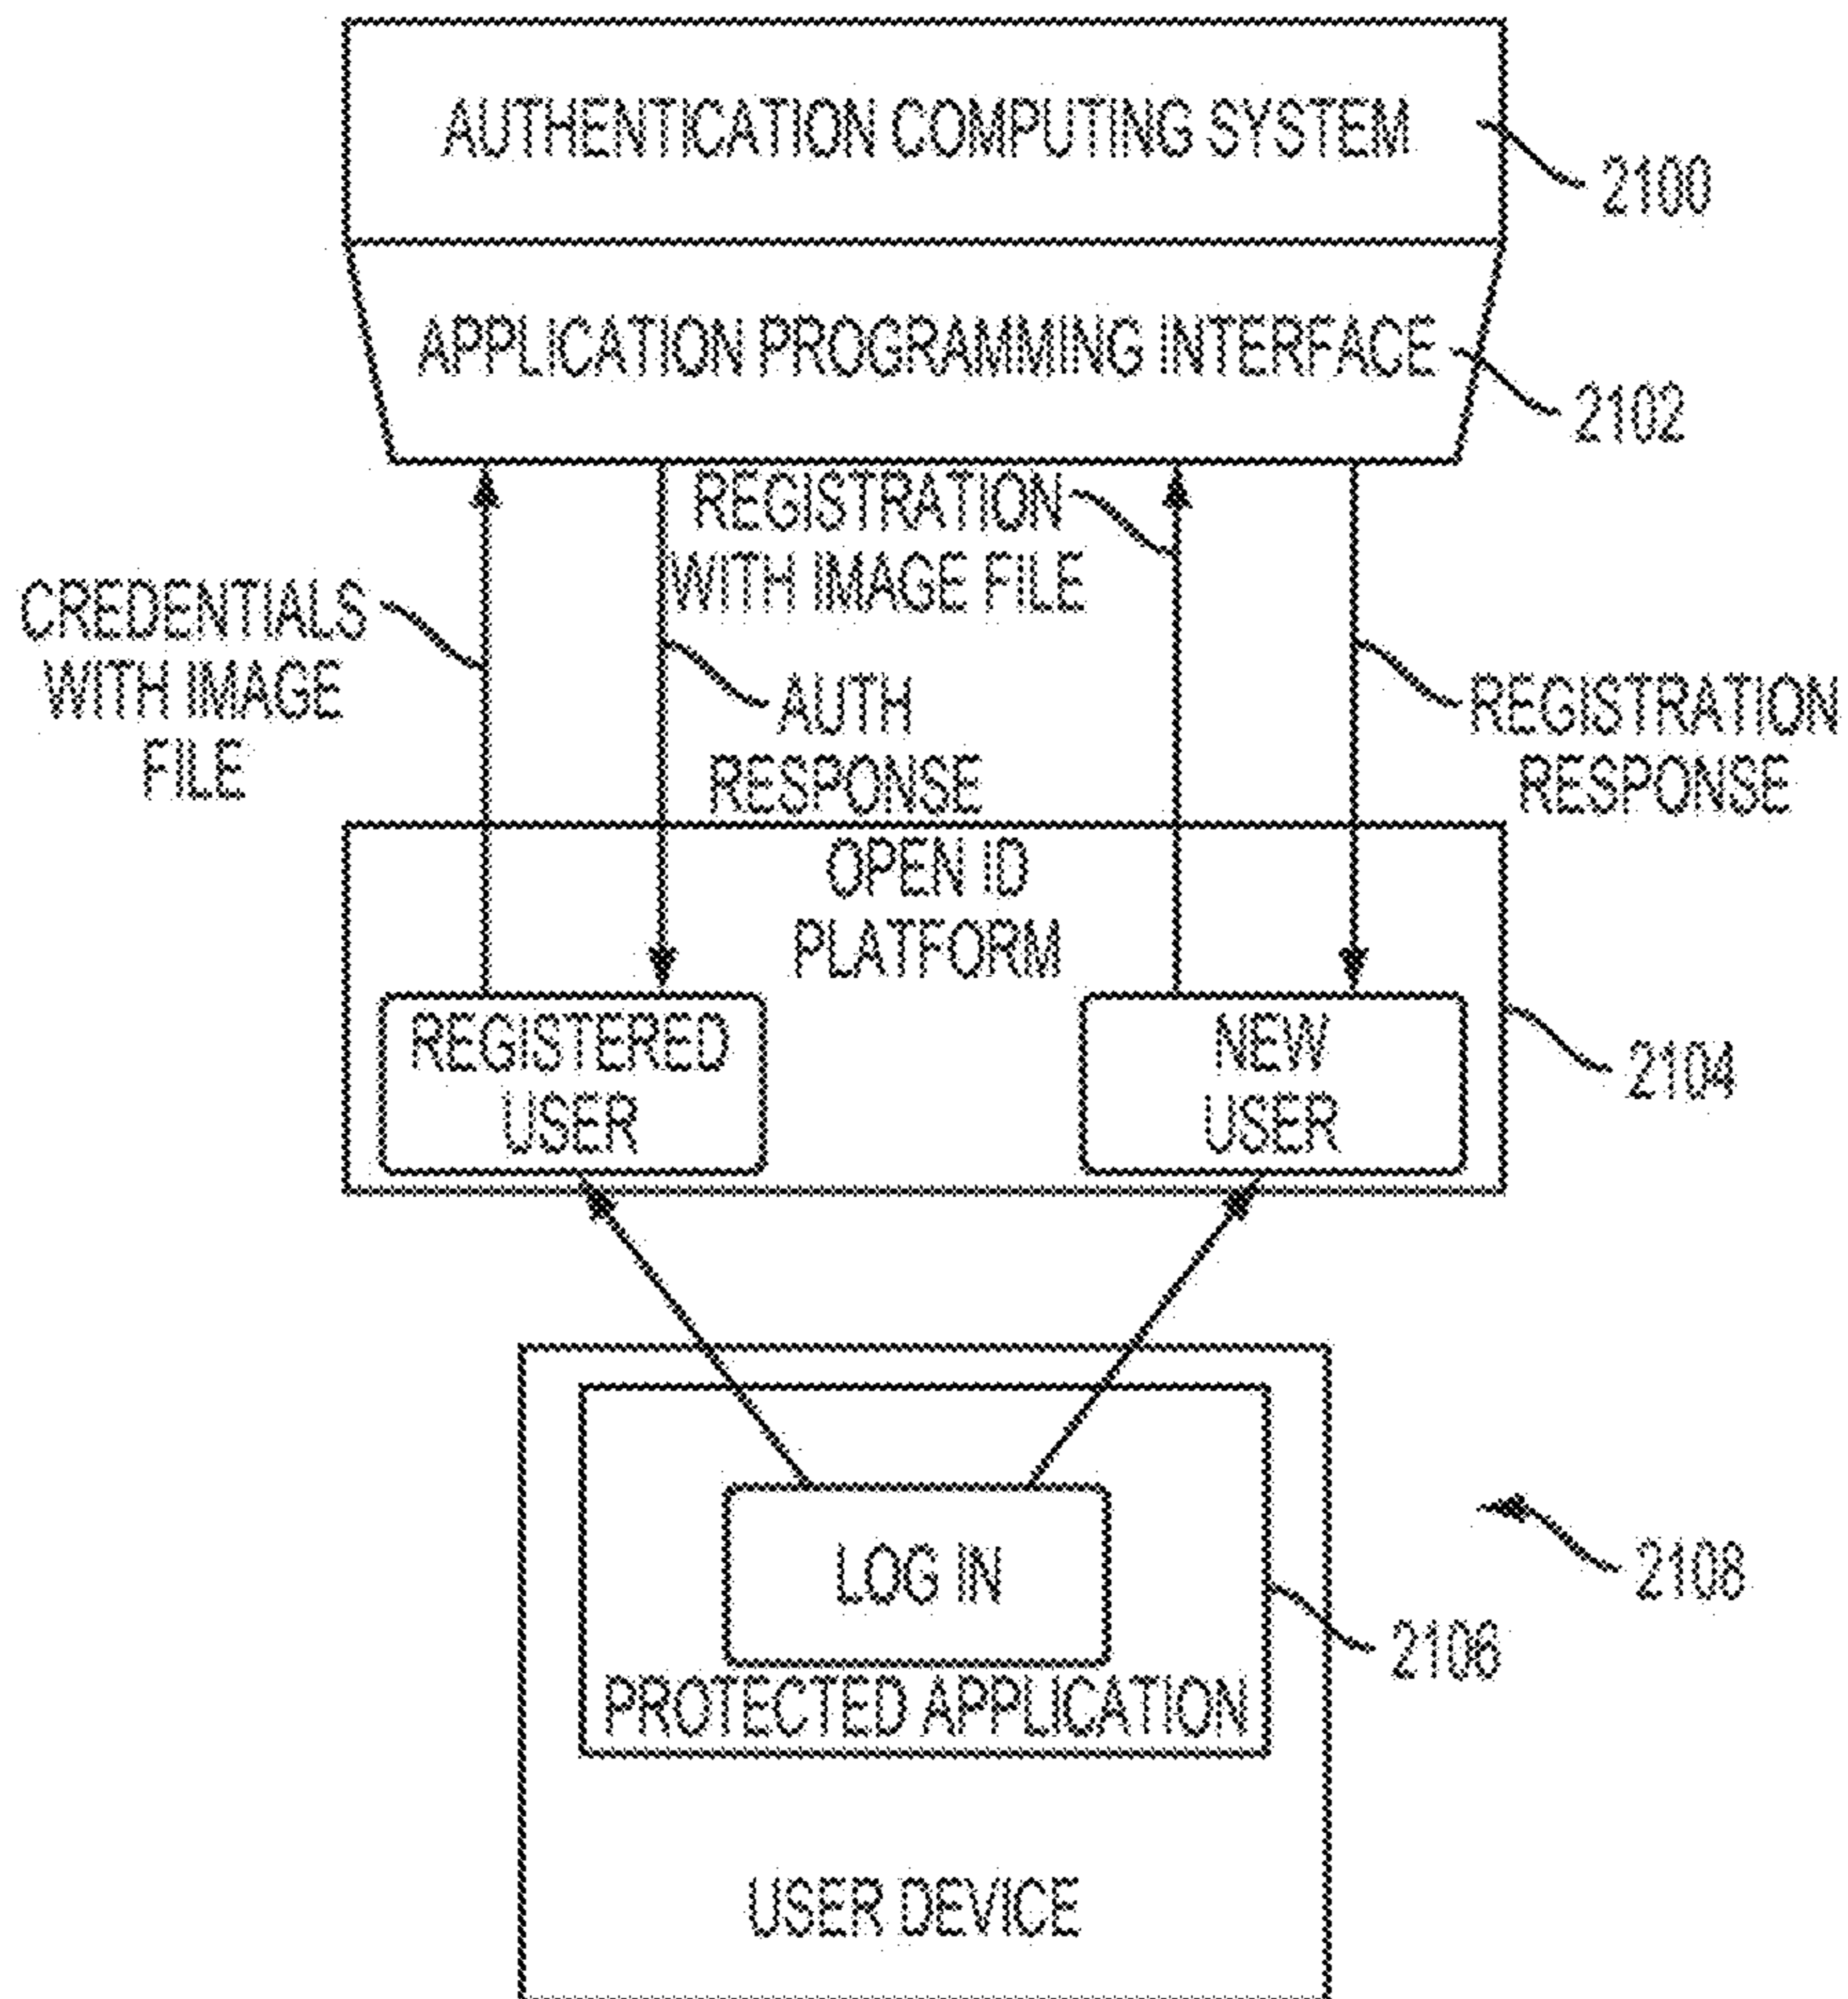 AUTHENTICATION COMPUTING SYSTEM
2100
APPLICATION PROGRAMMING INTERFACE
2102
REGISTRATION
WITH IMAGE FILE
CREDENTIALS
WITH IMAGE
FILE
AUTH
RESPONSE
REGISTRATION
RESPONSE
OPEN ID
PLATFORM
REGISTERED
USER
NEW
USER
2104
LOG IN
2108
2106
PROTECTED APPLICATION
USER DEVICE